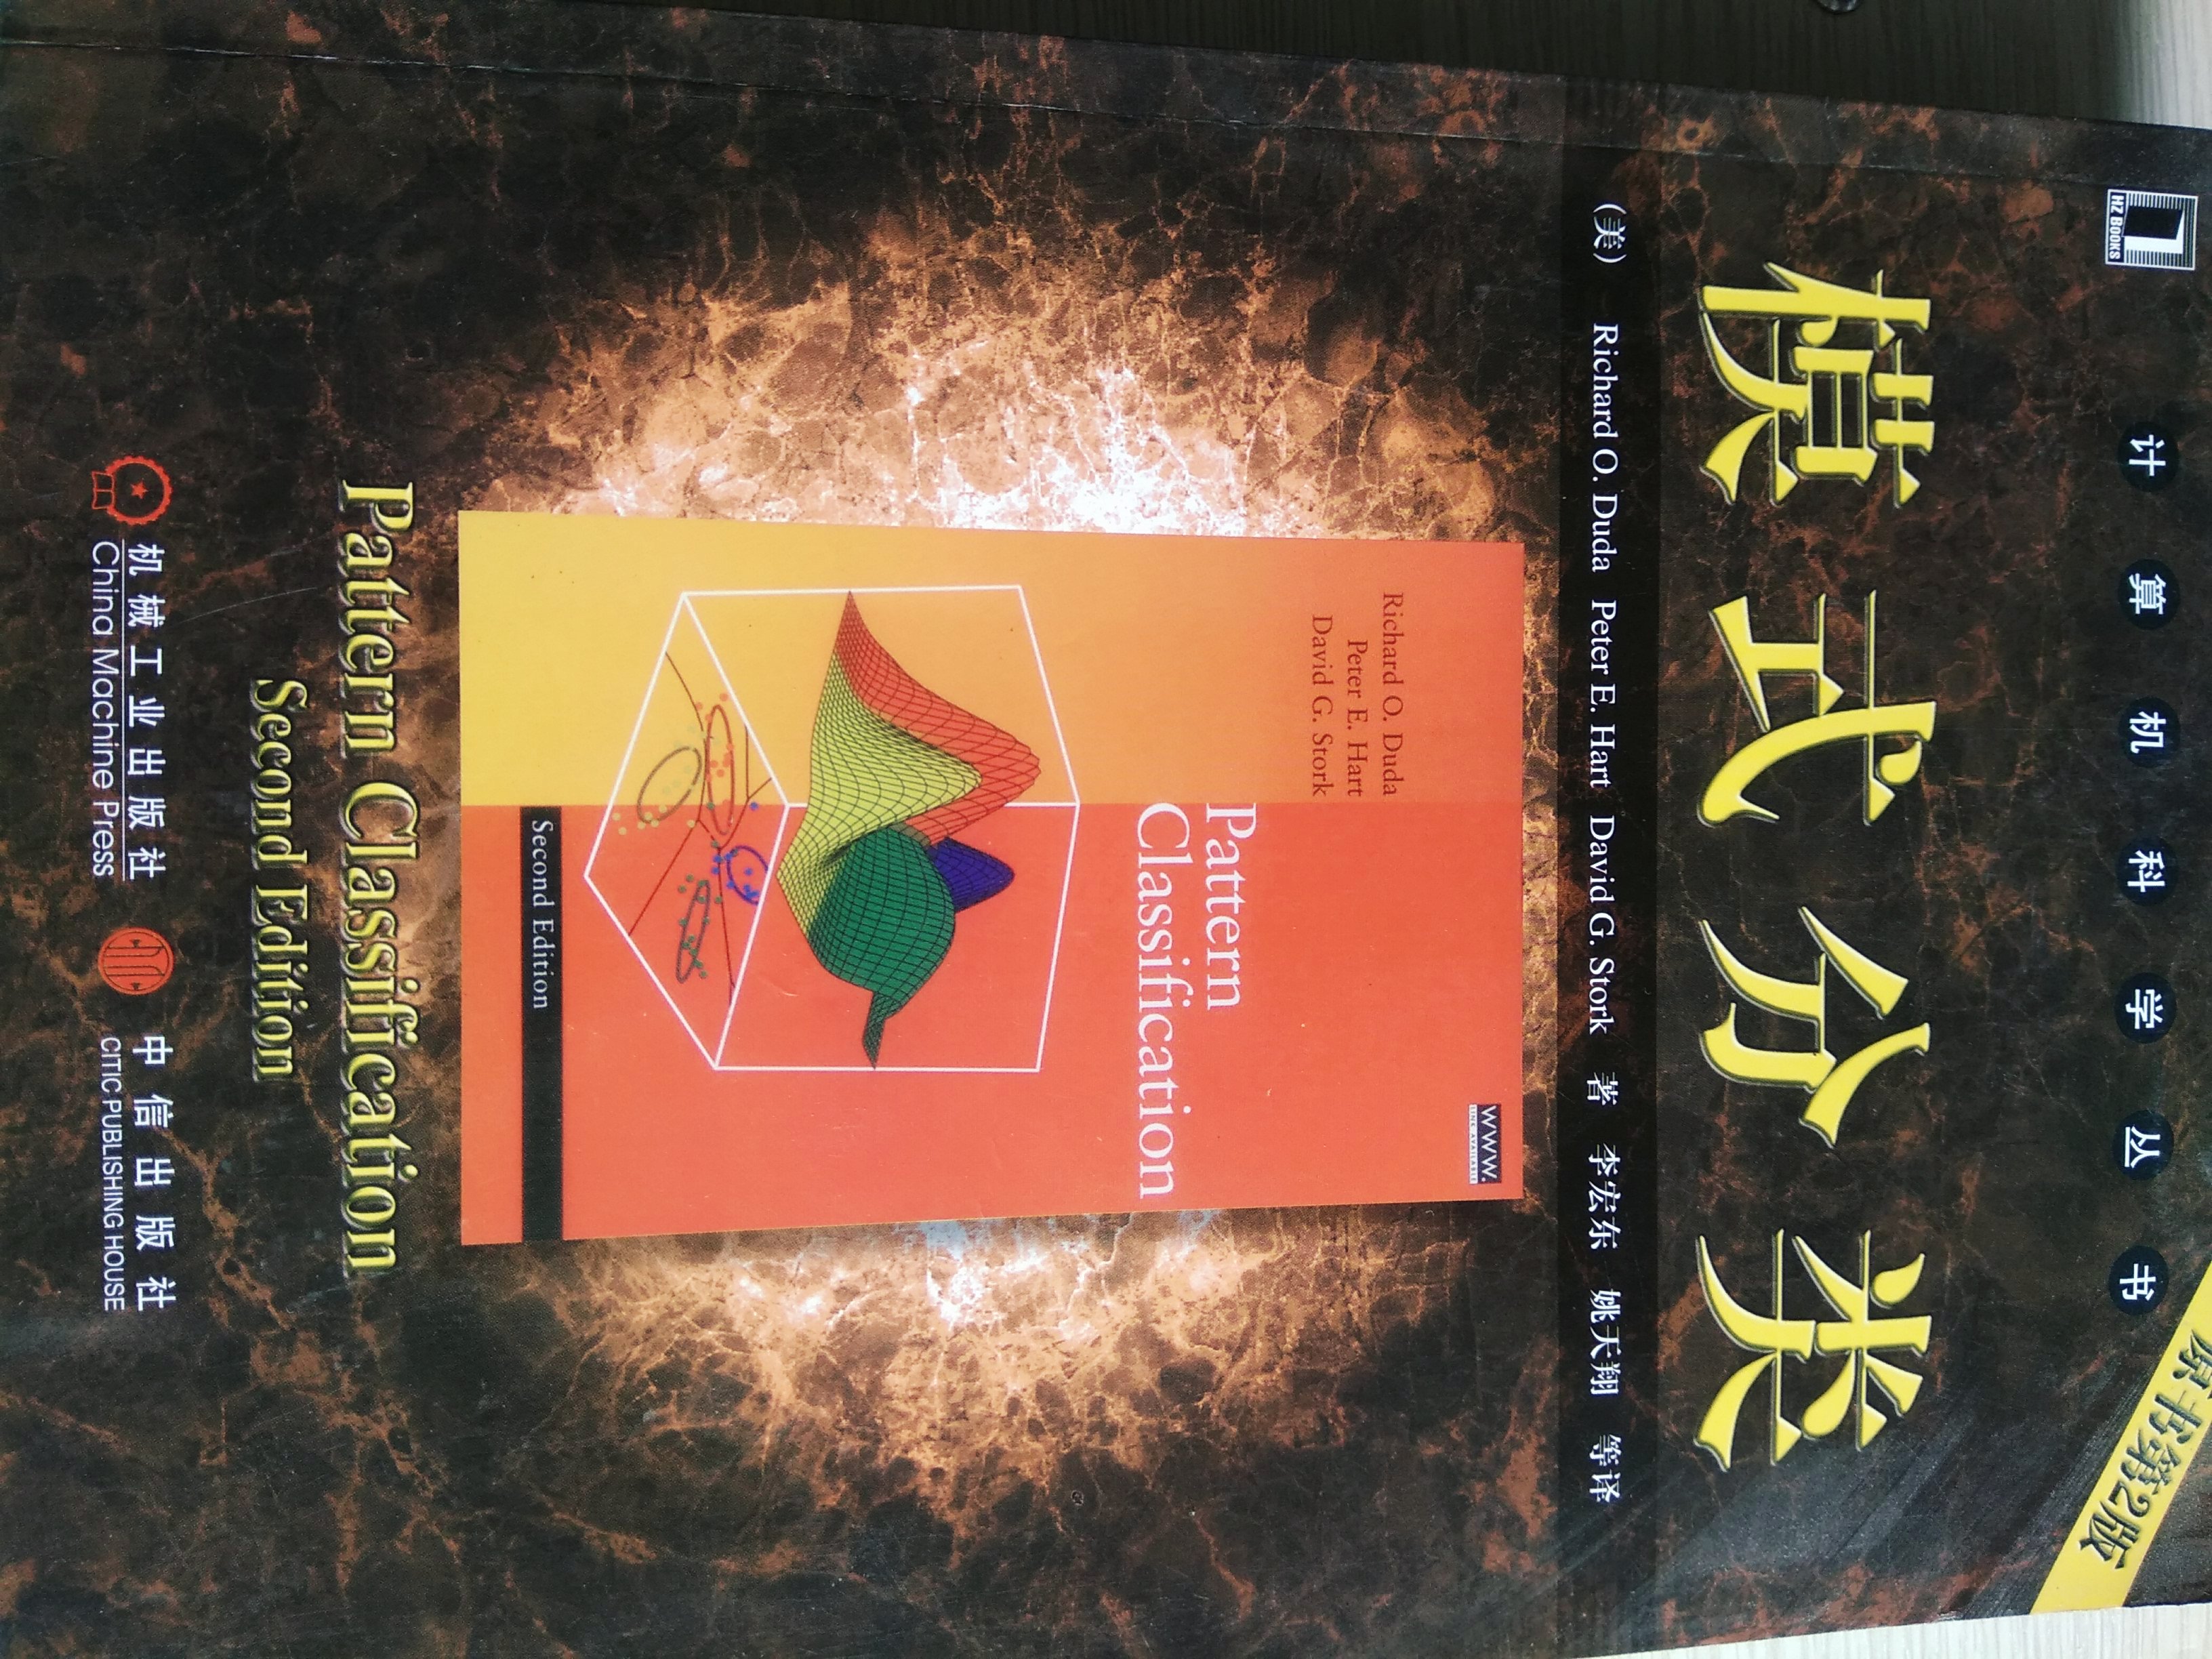 HZ BOOKS
计算机科学丛书
原书第2版
模式分类
(美) Richard O. Duda Peter E. Hart David G. Stork 著 李宏东 姚天翔 等译
WWW.
LINK AVAILABLE
Richard O. Duda
Peter E. Hart
David G. Stork
Pattern
Classification
Second Edition
Pattern Classification
Second Edition
机械工业出版社
China Machine Press
中信出版社
CITIC PUBLISHING HOUSE